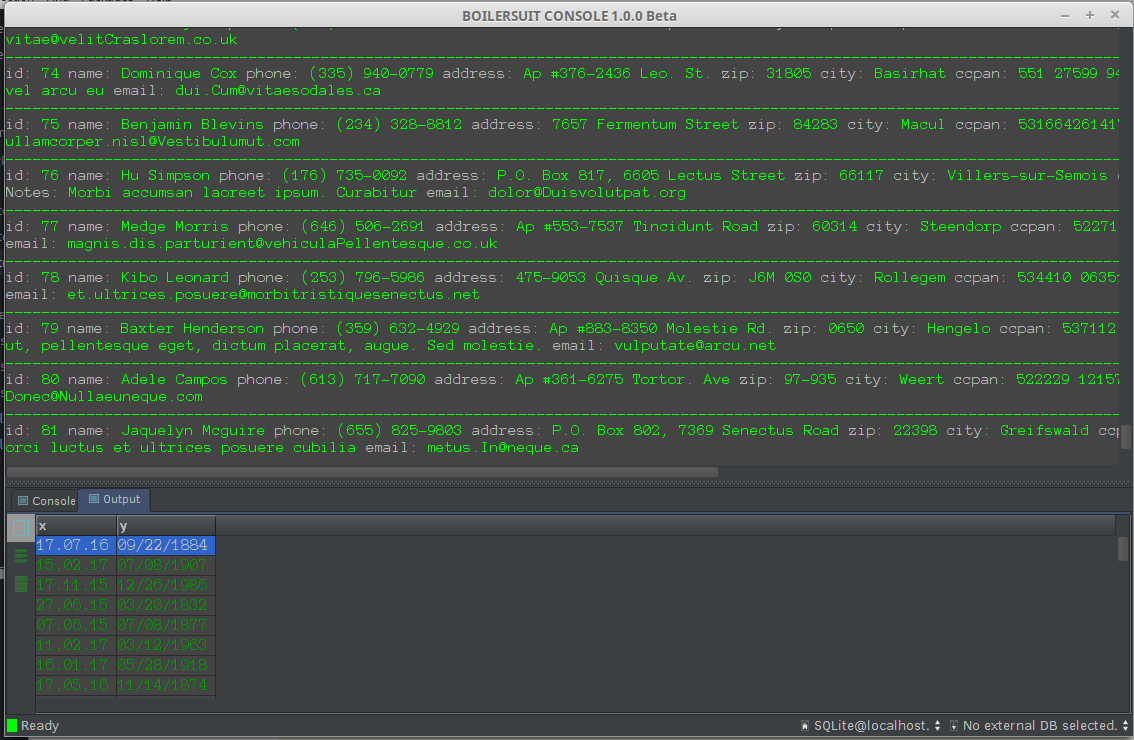 BOILERSUIT CONSOLE 1.0.0 Beta
vitae@velitCraslorem.co.uk
id: 74 name: Dominique Cox phone: (335) 940-0779 address: Ap #376-2436 Leo. St. zip: 31805 city: Basirhat ccpan: 551 27599 94
vel arcu eu email: dui.Cum@vitaesodales.ca
id: 75 name: Benjamin Blevins phone: (234) 328-8812 address: 7657 Fermentum Street zip: 84283 city: Macul ccpan: 5316642614
ullamcorper.nisl@Vestibulumut.com
id: 76 name: Hu Simpson phone: (176) 735-0092 address: P.O. Box 817, 6605 Lectus Street zip: 66117 city: Villers-sur-Semois
Notes: Morbi accumsan laoreet ipsum. Curabitur email: dolor@Duisvolutpat.org
id: 77 name: Medge Morris phone: (646) 506-2691 address: Ap #553-7537 Tincidunt Road zip: 60314 city: Steendorp ccpan: 52271
email: magnis.dis.parturient@vehiculaPellentesque.co.uk
id: 78 name: Kibo Leonard phone: (253) 796-5986 address: 475-9053 Quisque Av. zip: J6M 0S0 city: Rollegem ccpan: 534410 0635
email: et.ultrices.posuere@morbitristiquesenectus.net
id: 79 name: Baxter Henderson phone: (359) 632-4929 address: Ap #883-8350 Molestie Rd. zip: 0650 city: Hengelo ccpan: 537112
ut, pellentesque eget, dictum placerat, augue. Sed molestie. email: vulputate@arcu.net
id: 80 name: Adele Campos phone: (613) 717-7090 address: Ap #361-6275 Tortor. Ave zip: 97-935 city: Weert ccpan: 522229 12157
Donec@Nullaeuneque.com
id: 81 name: Jaquelyn Mcguire phone: (655) 825-9803 address: P.O. Box 802, 7369 Senectus Road zip: 22398 city: Greifswald ccp
orci luctus et ultrices posuere cubilia email: metus.In@neque.ca
Console Output
x y
17.07.16 09/22/1884
15.02.17 07/08/1907
17.11.15 12/26/1986
27.06.15 03/20/1832
07.06.15 07/08/1877
11.02.17 03/12/1963
16.01.17 05/28/1918
17.05.16 11/14/1874
Ready SQLite@localhost. No external DB selected.